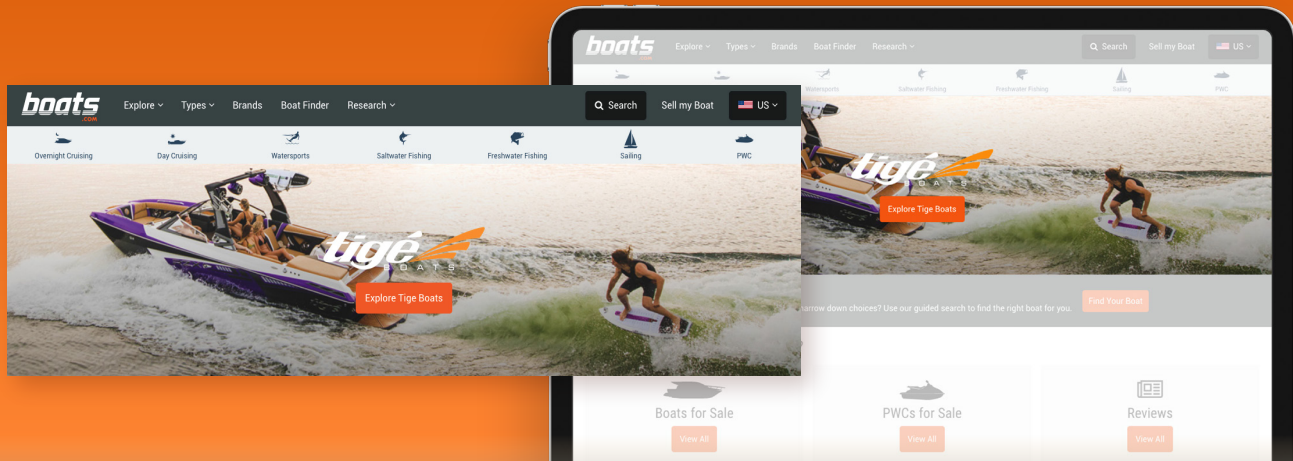 boats
.COM
Explore Types Brands Boat Finder Research Search Sell my Boat US
Overnight Cruising Day Cruising Watersports Saltwater Fishing Freshwater Fishing Sailing PWC
tigé
BOATS
Explore Tige Boats
boats
.COM
Explore Types Brands Boat Finder Research Search Sell my Boat US
Watersports Saltwater Fishing Freshwater Fishing Sailing PWC
tigé
BOATS
Explore Tige Boats
narrow down choices? Use our guided search to find the right boat for you. Find Your Boat
Boats for Sale PWCs for Sale Reviews
View All View All View All